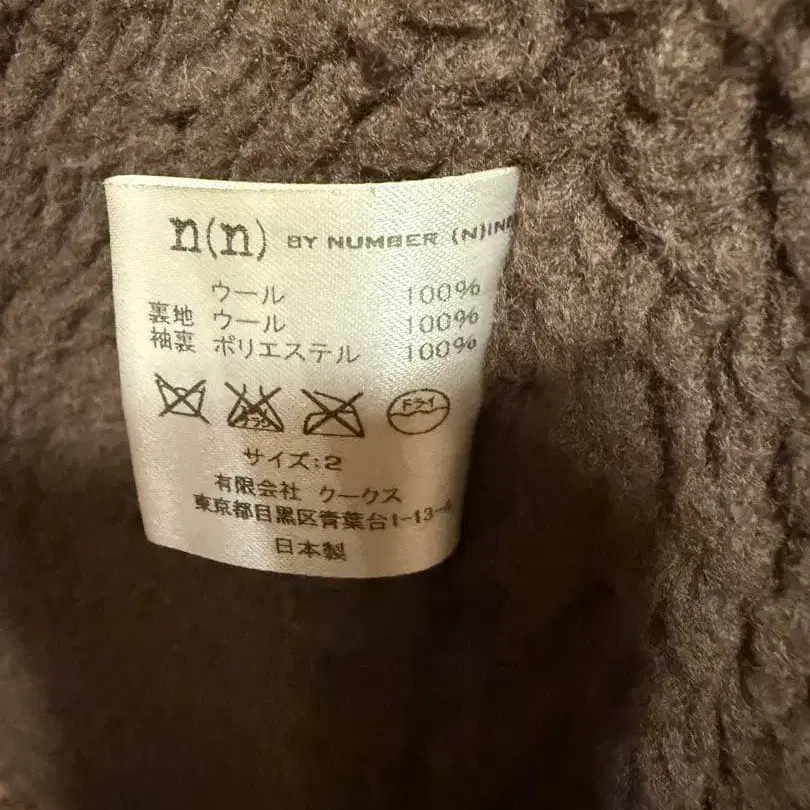 n(n) BY NUMBER (N)IN
ウール 100%
裏地 ウール 100%
袖裏 ポリエステル 100%
ドライ
サイズ:2
有限会社 クークス
東京都目黒区青葉台1-13-
日本製